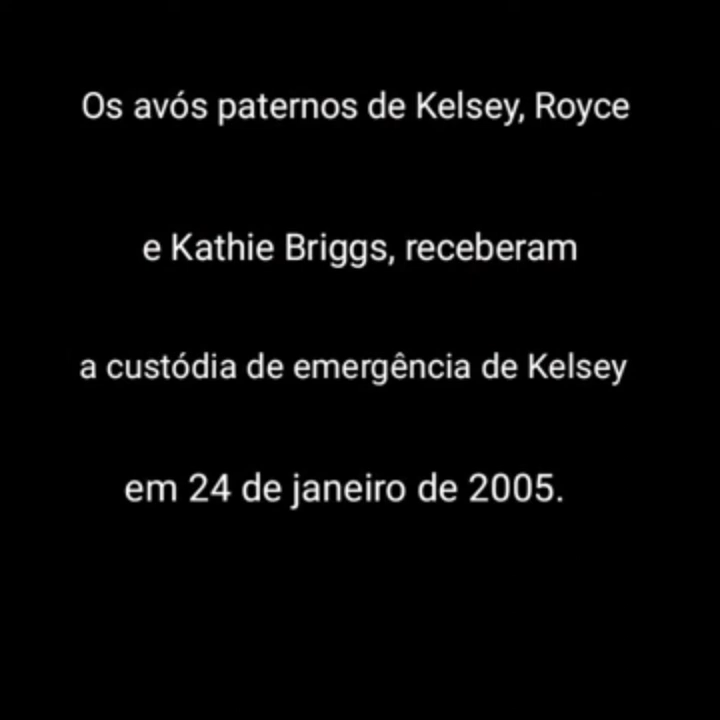 Os avós paternos de Kelsey, Royce
e Kathie Briggs, receberam
a custódia de emergência de Kelsey
em 24 de janeiro de 2005.